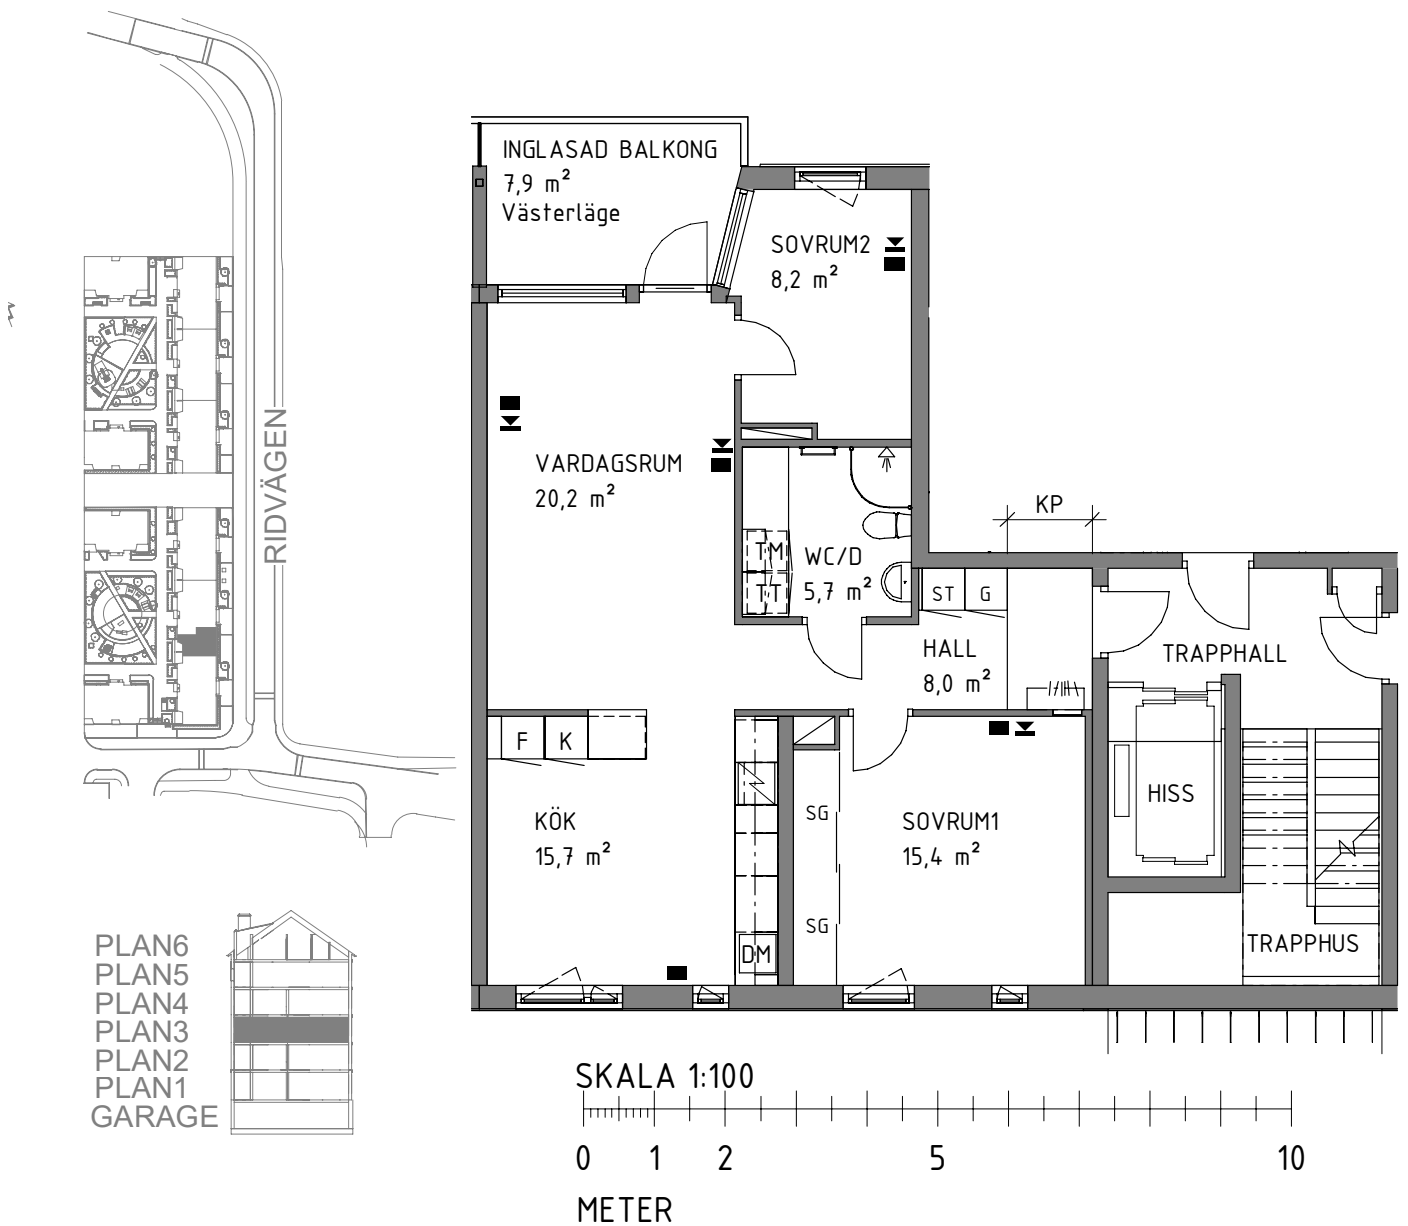 INGLASAD BALKONG
7,9 m²
Västerläge
SOVRUM2
8,2 m²
VARDAGSRUM
20,2 m²
KP
TM
TT
WC/D
5,7 m²
ST
G
HALL
8,0 m²
TRAPPHALL
F
K
KÖK
15,7 m²
SG
SG
SOVRUM1
15,4 m²
HISS
DM
TRAPPHUS
RIDVÄGEN
PLAN6
PLAN5
PLAN4
PLAN3
PLAN2
PLAN1
GARAGE
SKALA 1:100
0 1 2 5 10
METER